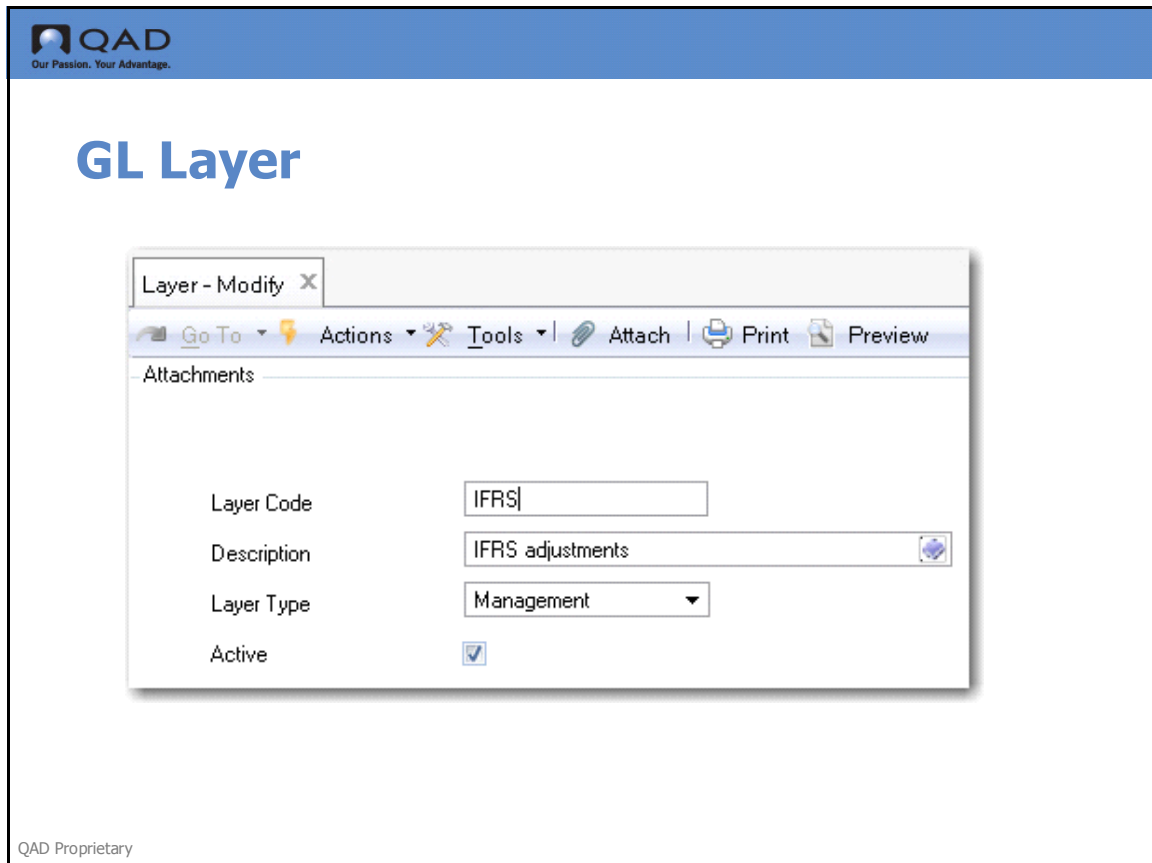 QAD
Our Passion. Your Advantage.
GL Layer
Layer - Modify
Go To Actions Tools Attach Print Preview
Attachments
Layer Code IFRS
Description IFRS adjustments
Layer Type Management
Active
QAD Proprietary